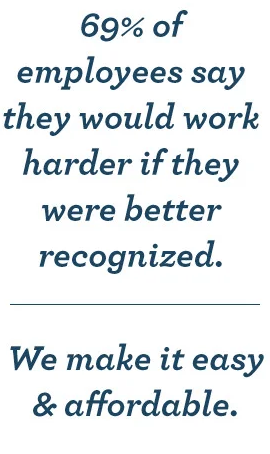 69% of
employees say
they would work
harder if they
were better
recognized.
We make it easy
& affordable.